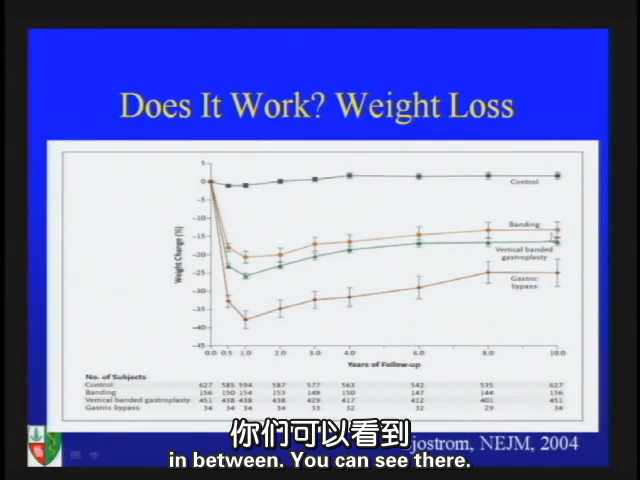 Does It Work? Weight Loss
5
0
-5
-10
-15
-20
-25
-30
-35
-40
-45
Weight Change (%)
Control
Banding
Vertical banded
gastroplasty
Gastric
bypass
0.0 0.5 1.0 2.0 3.0 4.0 6.0 8.0 10.0
Years of Follow-up
No. of Subjects
Control 627 585 594 587 577 563 542 535 627
Banding 156 150 154 153 149 150 147 144 156
Vertical banded gastroplasty 451 438 438 438 429 417 412 401 451
Gastric bypass 34 34 34 34 33 32 32 29 34
jostrom, NEJM, 2004
你们可以看到
in between. You can see there.